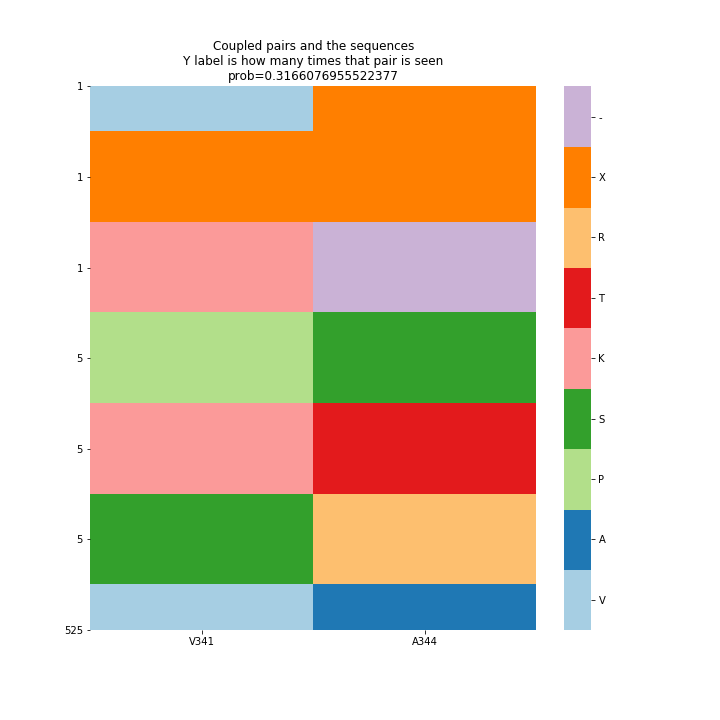 Coupled pairs and the sequences
Y label is how many times that pair is seen
prob=0.3166076955522377
1
1
1
5
5
5
525
V341
A344
-
X
R
T
K
S
P
A
V